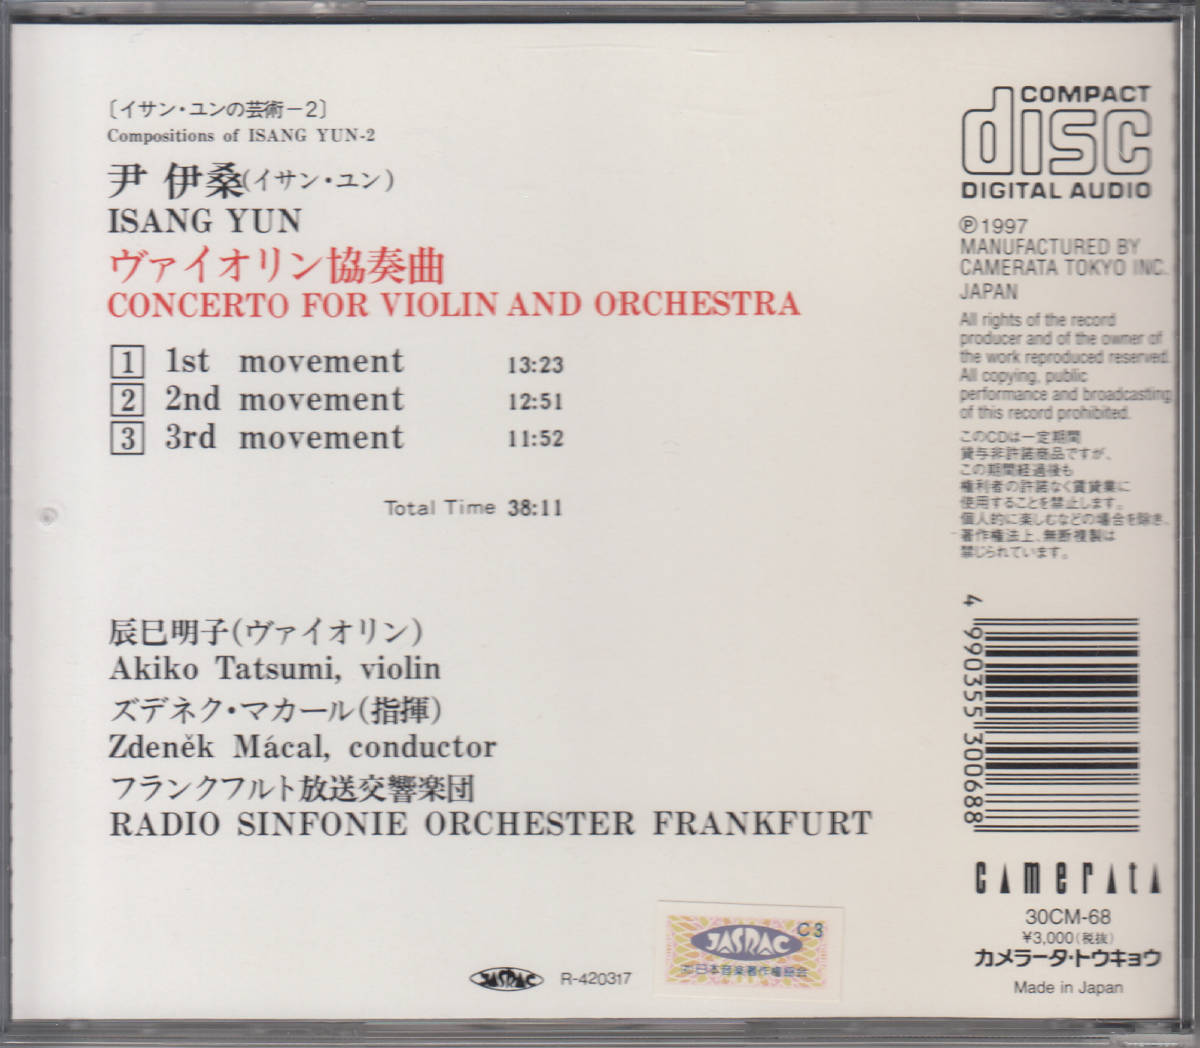 〔イサン・ユンの芸術－2〕
Compositions of ISANG YUN-2
尹 伊桑(イサン・ユン)
ISANG YUN
ヴァイオリン協奏曲
CONCERTO FOR VIOLIN AND ORCHESTRA
1 1st movement 13:23
2 2nd movement 12:51
3 3rd movement 11:52
Total Time 38:11
辰巳明子(ヴァイオリン)
Akiko Tatsumi, violin
ズデネク・マカール(指揮)
Zdeněk Mácal, conductor
フランクフルト放送交響楽団
RADIO SINFONIE ORCHESTER FRANKFURT
JASRAC R-420317
C3
JASRAC
㈳日本音楽著作権協会
COMPACT
disc
DIGITAL AUDIO
℗1997
MANUFACTURED BY
CAMERATA TOKYO INC.
JAPAN
All rights of the record
producer and of the owner of
the work reproduced reserved.
All copying, public
performance and broadcasting
of this record prohibited.
このCDは一定期間
貸与非許諾商品ですが、
この期間経過後も
権利者の許諾なく賃貸業に
使用することを禁止します。
個人的に楽しむなどの場合を除き、
著作権法上、無断複製は
禁じられています。
4 990355 300688
camerata
30CM-68
¥3,000(税抜)
カメラータ・トウキョウ
Made in Japan